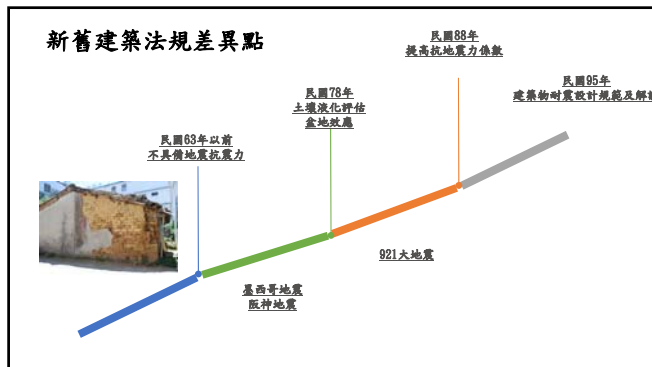 新舊建築法規差異點
民國88年
提高抗地震力係數
民國95年
建築物耐震設計規範及解說
民國78年
土壤液化評估
盆地效應
民國63年以前
不具備地震抗震力
921大地震
墨西哥地震
阪神地震